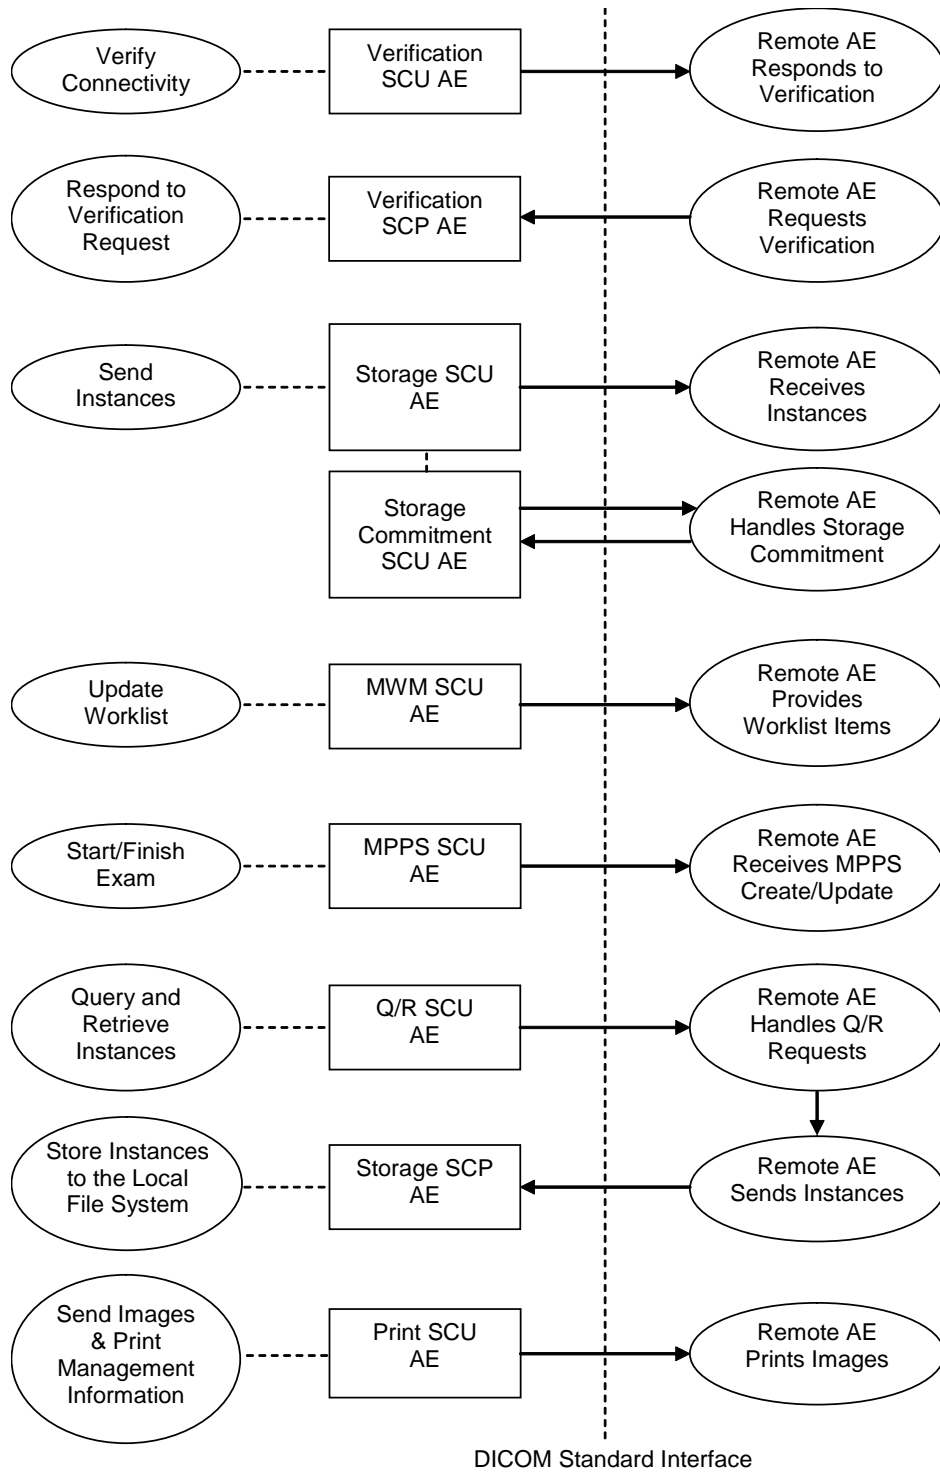 Verify
Connectivity
Verification
SCU AE
Remote AE
Responds to
Verification
Respond to
Verification
Request
Verification
SCP AE
Remote AE
Requests
Verification
Send
Instances
Storage SCU
AE
Remote AE
Receives
Instances
Storage
Commitment
SCU AE
Remote AE
Handles Storage
Commitment
Update
Worklist
MWM SCU
AE
Remote AE
Provides
Worklist Items
Start/Finish
Exam
MPPS SCU
AE
Remote AE
Receives MPPS
Create/Update
Query and
Retrieve
Instances
Q/R SCU
AE
Remote AE
Handles Q/R
Requests
Store Instances
to the Local
File System
Storage SCP
AE
Remote AE
Sends Instances
Send Images
& Print
Management
Information
Print SCU
AE
Remote AE
Prints Images
DICOM Standard Interface